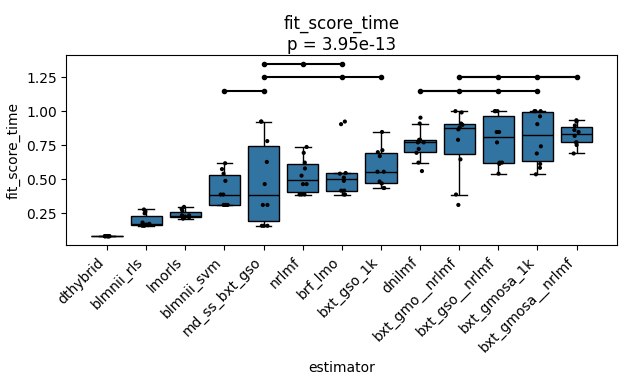 fit_score_time
p = 3.95e-13
fit_score_time
1.25
1.00
0.75
0.50
0.25
dthybrid
blmnii_rls
lmorls
blmnii_svm
md_ss_bxt_gso
nrlmf
brf_lmo
bxt_gso_1k
dnilmf
bxt_gmo__nrlmf
bxt_gso__nrlmf
bxt_gmosa_1k
bxt_gmosa__nrlmf
estimator